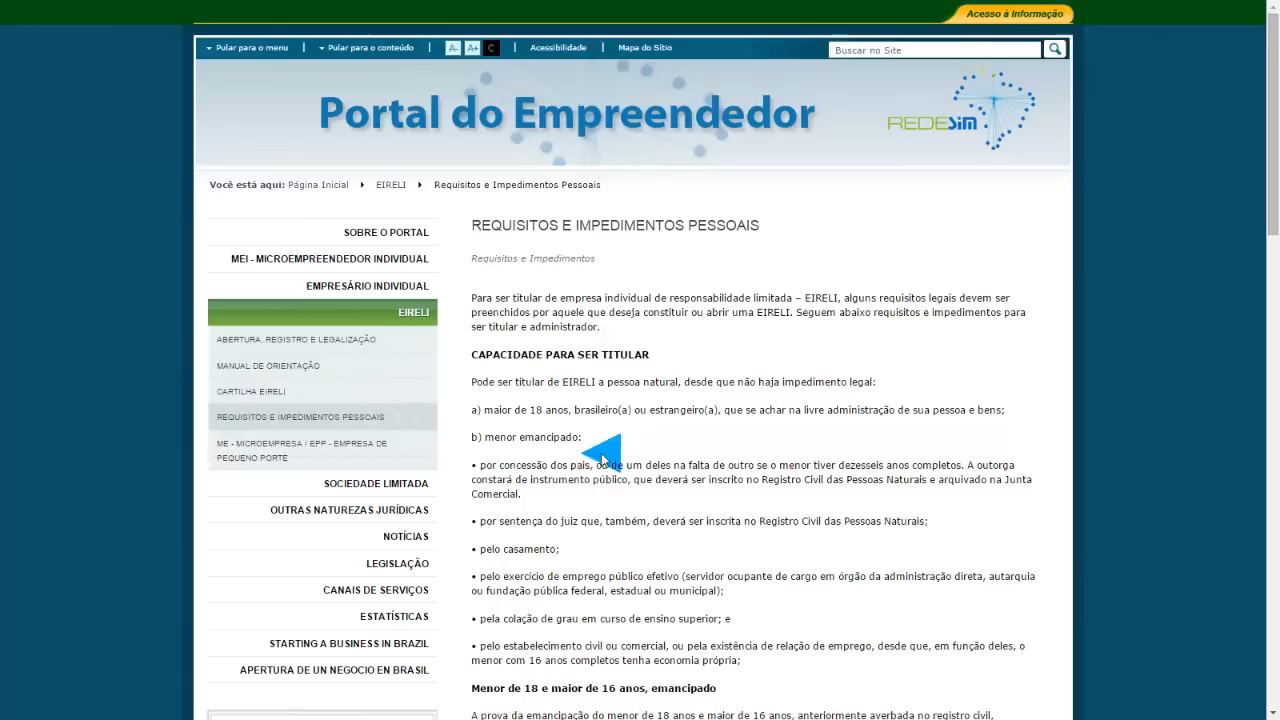 Acesso à informação
Pular para o menu | Pular para o conteúdo | A- A+ C | Acessibilidade | Mapa do Sítio
Buscar no Site
Portal do Empreendedor
REDESIM
Você está aqui: Página Inicial EIRELI Requisitos e Impedimentos Pessoais
SOBRE O PORTAL
MEI - MICROEMPREENDEDOR INDIVIDUAL
EMPRESÁRIO INDIVIDUAL
EIRELI
ABERTURA, REGISTRO E LEGALIZAÇÃO
MANUAL DE ORIENTAÇÃO
CARTILHA EIRELI
REQUISITOS E IMPEDIMENTOS PESSOAIS
ME - MICROEMPRESA / EPP - EMPRESA DE
PEQUENO PORTE
SOCIEDADE LIMITADA
OUTRAS NATUREZAS JURÍDICAS
NOTÍCIAS
LEGISLAÇÃO
CANAIS DE SERVIÇOS
ESTATÍSTICAS
STARTING A BUSINESS IN BRAZIL
APERTURA DE UN NEGOCIO EN BRASIL
REQUISITOS E IMPEDIMENTOS PESSOAIS
Requisitos e Impedimentos
Para ser titular de empresa individual de responsabilidade limitada – EIRELI, alguns requisitos legais devem ser
preenchidos por aquele que deseja constituir ou abrir uma EIRELI. Seguem abaixo requisitos e impedimentos para
ser titular e administrador.
CAPACIDADE PARA SER TITULAR
Pode ser titular de EIRELI a pessoa natural, desde que não haja impedimento legal:
a) maior de 18 anos, brasileiro(a) ou estrangeiro(a), que se achar na livre administração de sua pessoa e bens;
b) menor emancipado:
• por concessão dos pais, ou de um deles na falta de outro se o menor tiver dezesseis anos completos. A outorga
constará de instrumento público, que deverá ser inscrito no Registro Civil das Pessoas Naturais e arquivado na Junta
Comercial.
• por sentença do juiz que, também, deverá ser inscrita no Registro Civil das Pessoas Naturais;
• pelo casamento;
• pelo exercício de emprego público efetivo (servidor ocupante de cargo em órgão da administração direta, autarquia
ou fundação pública federal, estadual ou municipal);
• pela colação de grau em curso de ensino superior; e
• pelo estabelecimento civil ou comercial, ou pela existência de relação de emprego, desde que, em função deles, o
menor com 16 anos completos tenha economia própria;
Menor de 18 e maior de 16 anos, emancipado
A prova da emancipação do menor de 18 anos e maior de 16 anos, anteriormente averbada no registro civil,